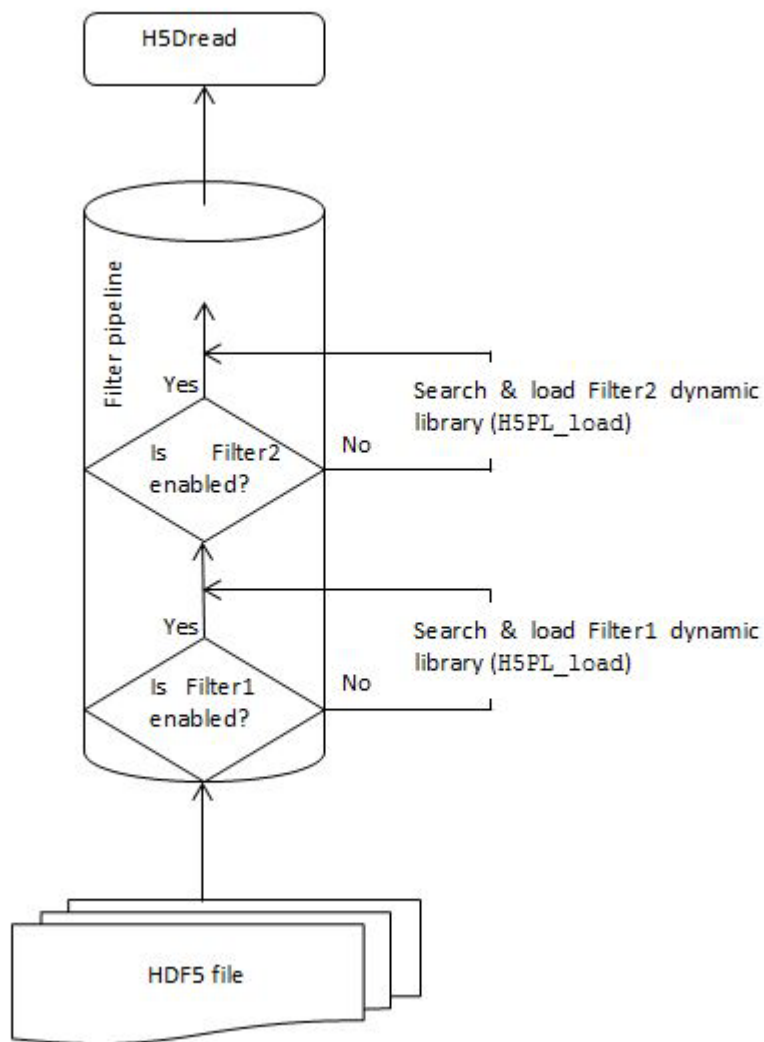 H5Dread
Filter pipeline
Yes
Search & load Filter2 dynamic
library (H5PL_load)
Is Filter2
enabled?
No
Yes
Search & load Filter1 dynamic
library (H5PL_load)
Is Filter1
enabled?
No
HDF5 file